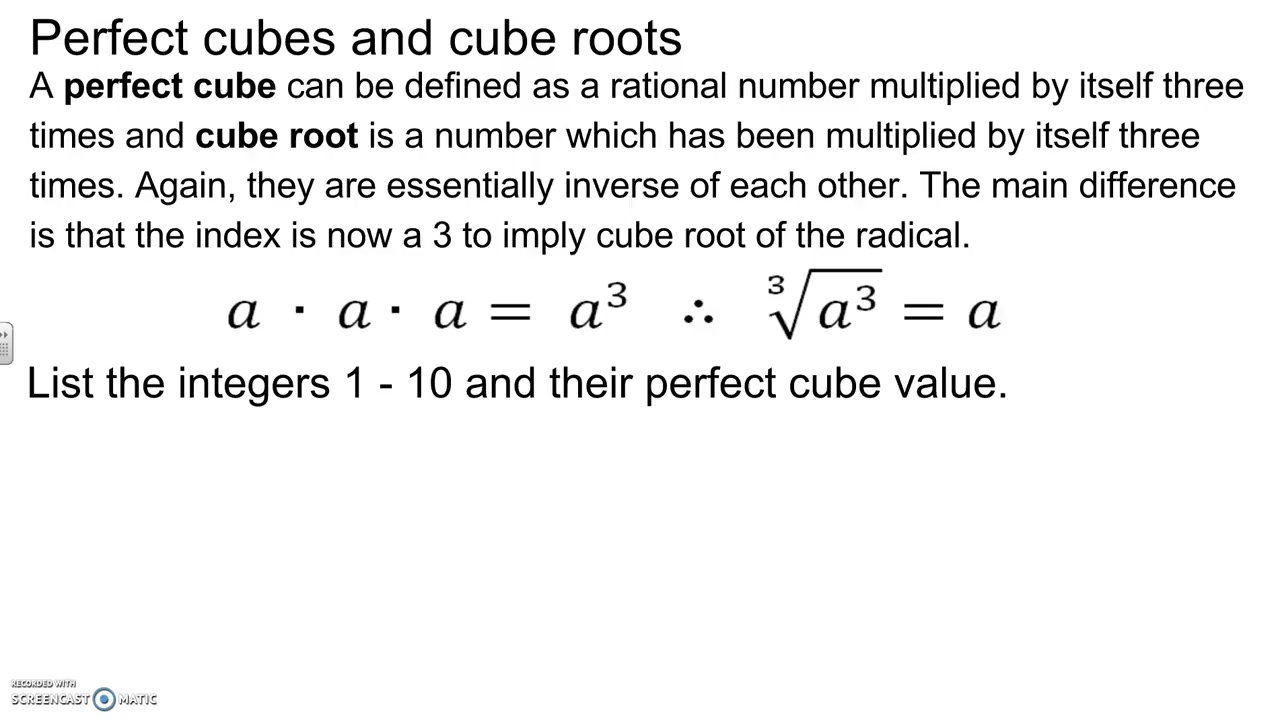 Perfect cubes and cube roots
A perfect cube can be defined as a rational number multiplied by itself three
times and cube root is a number which has been multiplied by itself three
times. Again, they are essentially inverse of each other. The main difference
is that the index is now a 3 to imply cube root of the radical.
a · a · a = a³ ∴ ∛a³ = a
List the integers 1 - 10 and their perfect cube value.
RECORDED WITH
SCREENCAST MATIC